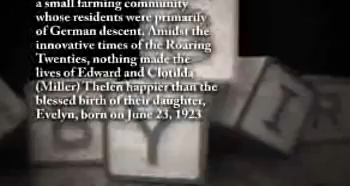 a small farming community
whose residents were primarily
of German descent. Amidst the
innovative times of the Roaring
Twenties, nothing made the
lives of Edward and Clotilda
(Miller) Thelen happier than the
blessed birth of their daughter,
Evelyn, born on June 23, 1923
B Y I R